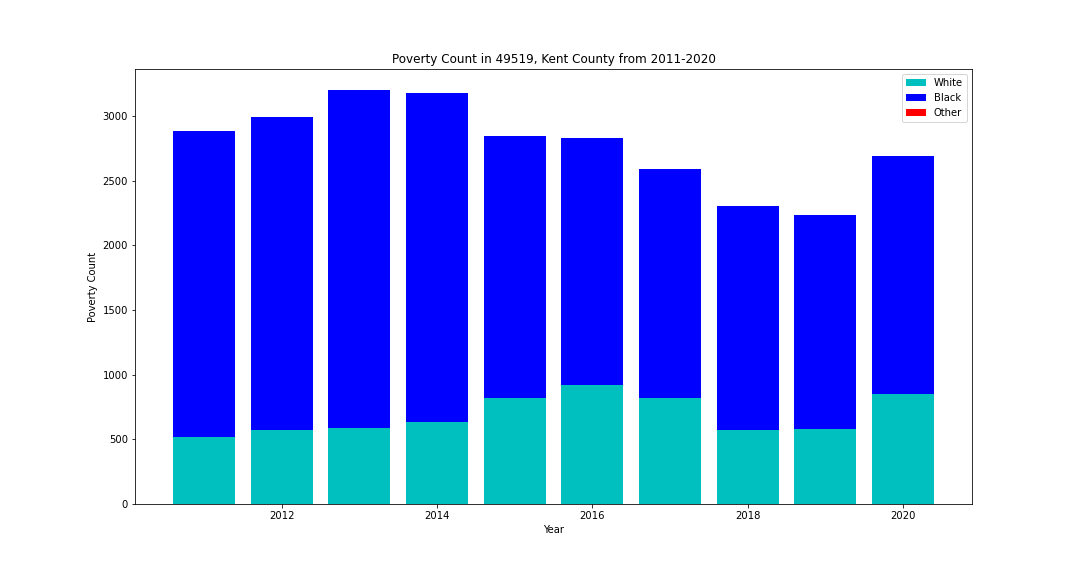 Poverty Count in 49519, Kent County from 2011-2020
White
Black
Other
3000
2500
2000
1500
1000
500
0
Poverty Count
2012
2014
2016
2018
2020
Year